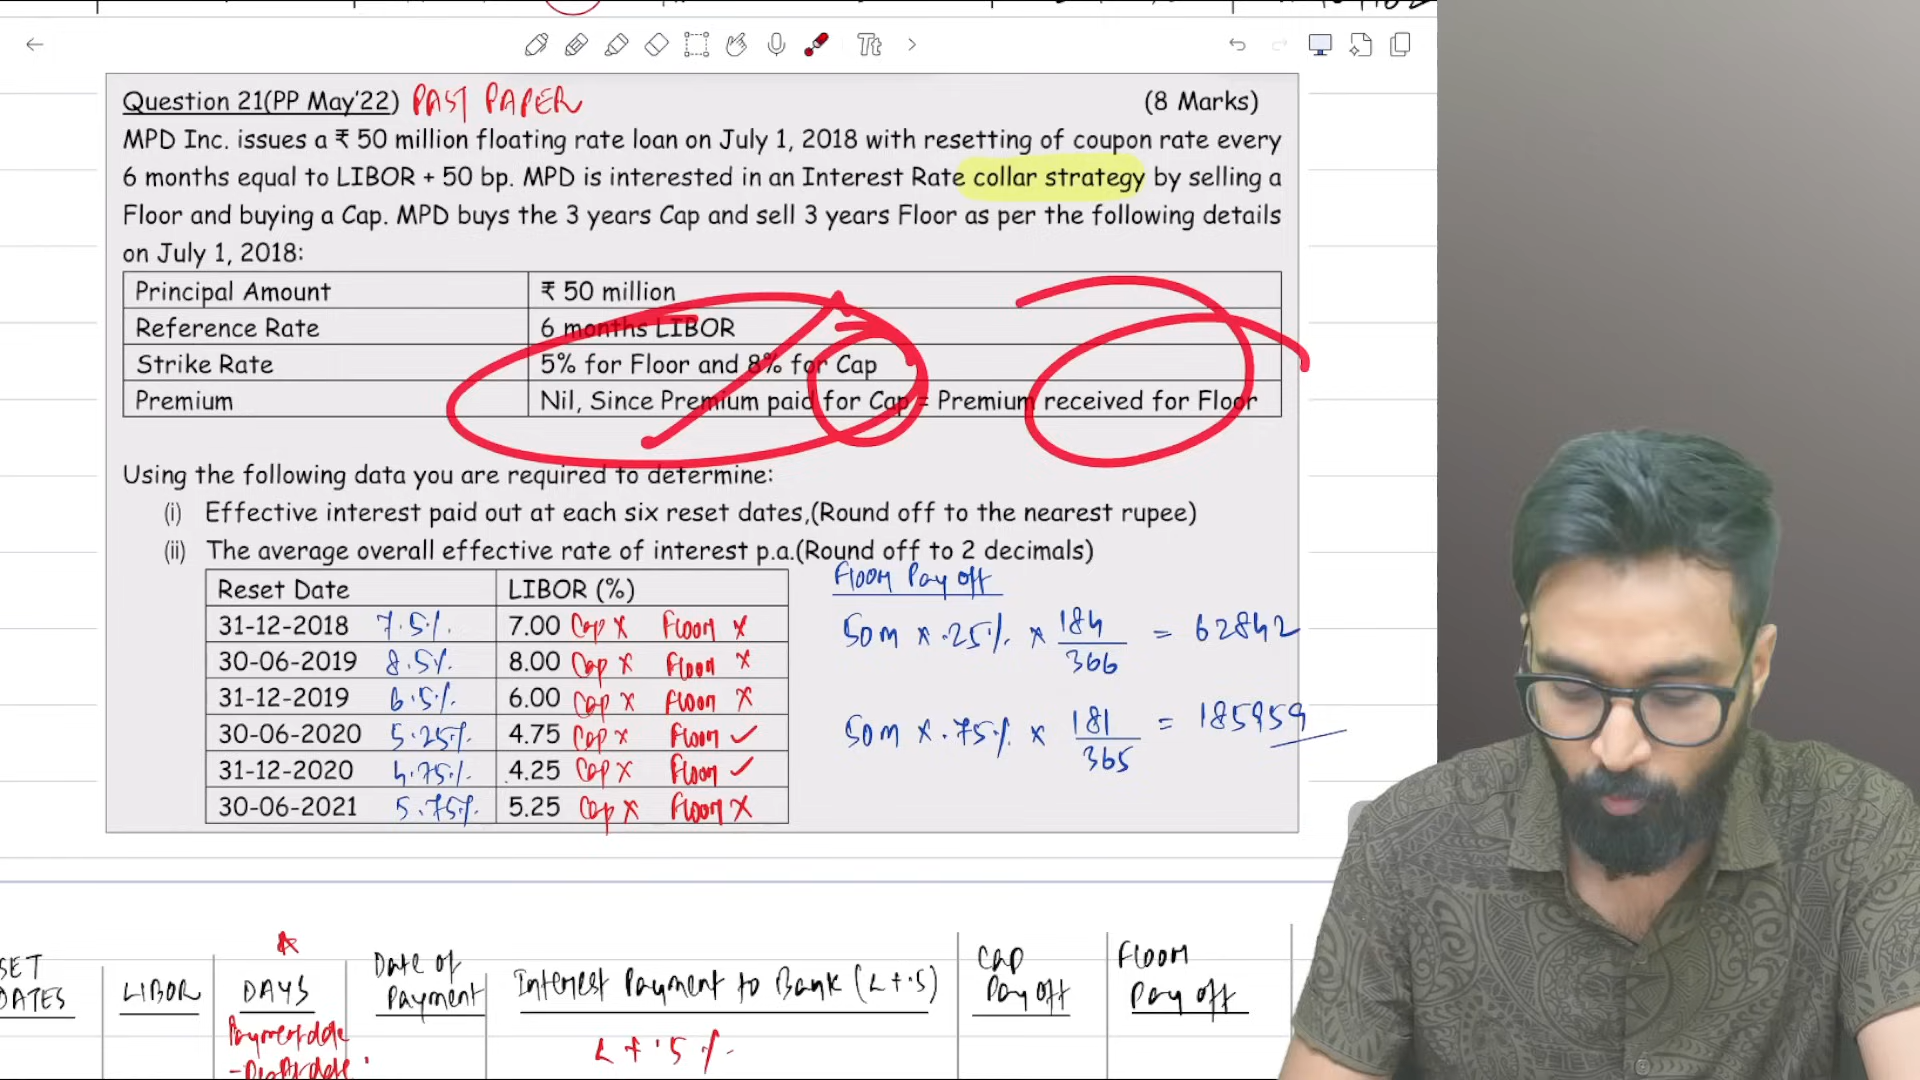 Question 21(PP May'22) PAST PAPER (8 Marks)
MPD Inc. issues a ₹ 50 million floating rate loan on July 1, 2018 with resetting of coupon rate every
6 months equal to LIBOR + 50 bp. MPD is interested in an Interest Rate collar strategy by selling a
Floor and buying a Cap. MPD buys the 3 years Cap and sell 3 years Floor as per the following details
on July 1, 2018:
Principal Amount ₹ 50 million
Reference Rate 6 months LIBOR
Strike Rate 5% for Floor and 8% for Cap
Premium Nil, Since Premium paid for Cap = Premium received for Floor
Using the following data you are required to determine:
(i) Effective interest paid out at each six reset dates,(Round off to the nearest rupee)
(ii) The average overall effective rate of interest p.a.(Round off to 2 decimals)
Floor Pay off
Reset Date LIBOR (%)
31-12-2018 7.5% 7.00 Cap x Floor x 50 m x .25% x 184/366 = 62842
30-06-2019 8.5% 8.00 Cap x Floor x
31-12-2019 6.5% 6.00 Cap x Floor x
30-06-2020 5.25% 4.75 Cap x Floor ✓ 50 m x .75% x 181/365 = 185959
31-12-2020 4.75% 4.25 Cap x Floor ✓
30-06-2021 5.75% 5.25 Cap x Floor x
SET DATES LIBOR DAYS Date of Payment Interest Payment to Bank (L+.5) Cap Pay off Floor Pay off
Payment date L + .5 %